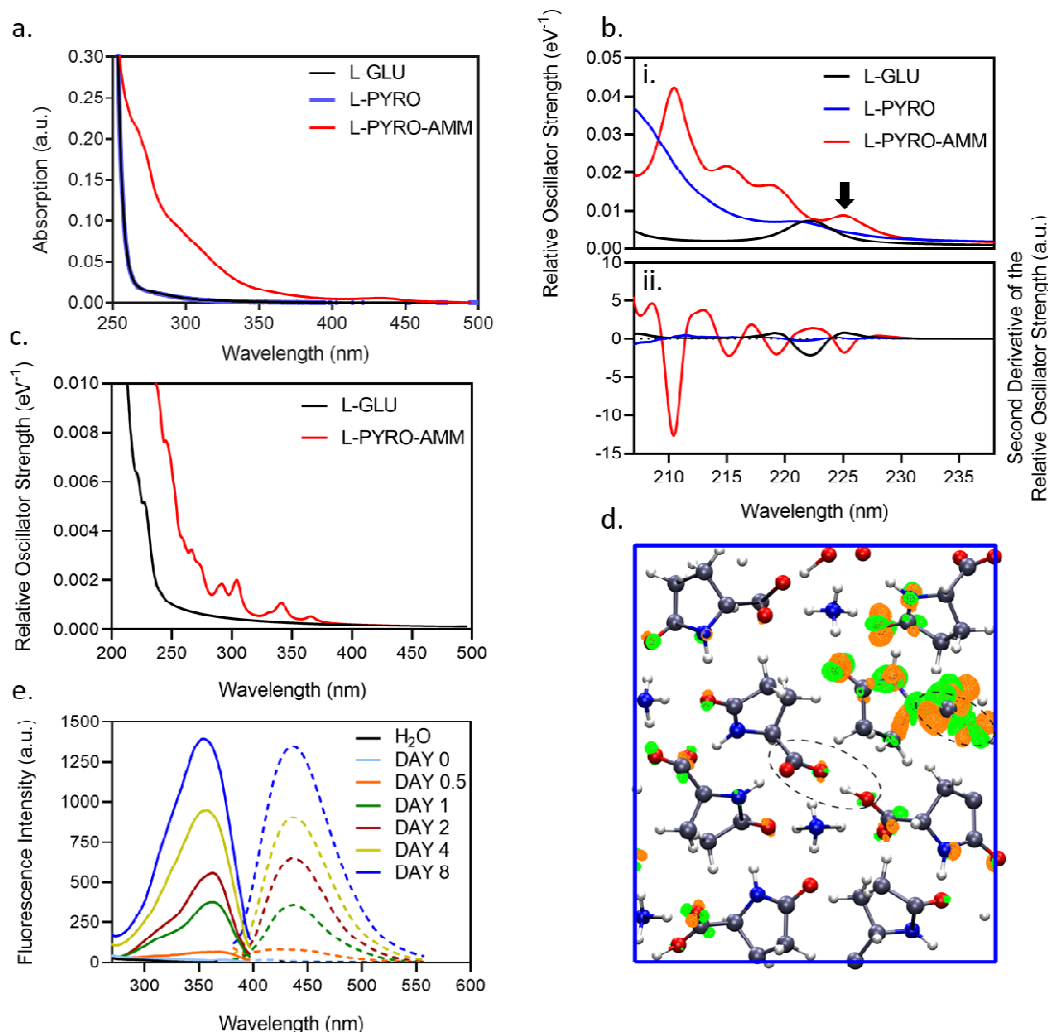 a.
Absorption (a.u.)
0.30
0.25
0.20
0.15
0.10
0.05
0.00
L GLU
L-PYRO
L-PYRO-AMM
250 300 350 400 450 500
Wavelength (nm)
b.
Relative Oscillator Strength (eV⁻¹)
i.
0.05
0.04
0.03
0.02
0.01
0.00
L-GLU
L-PYRO
L-PYRO-AMM
ii.
10
5
0
-5
-10
-15
Second Derivative of the
Relative Oscillator Strength (a.u.)
210 215 220 225 230 235
Wavelength (nm)
c.
Relative Oscillator Strength (eV⁻¹)
0.010
0.008
0.006
0.004
0.002
0.000
L-GLU
L-PYRO-AMM
200 250 300 350 400 450 500
Wavelength (nm)
d.
e.
Fluorescence Intensity (a.u.)
1500
1250
1000
750
500
250
0
H₂O
DAY 0
DAY 0.5
DAY 1
DAY 2
DAY 4
DAY 8
300 350 400 450 500 550 600
Wavelength (nm)